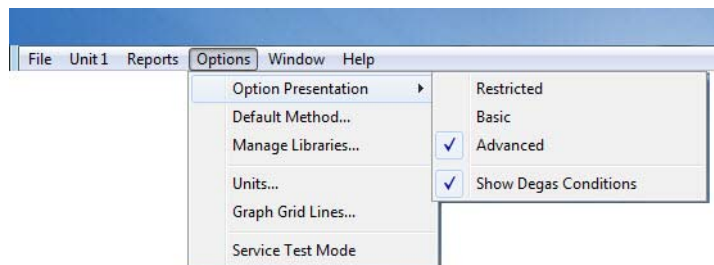 File Unit 1 Reports Options Window Help
Option Presentation
Default Method...
Manage Libraries...
Units...
Graph Grid Lines...
Service Test Mode
Restricted
Basic
Advanced
Show Degas Conditions